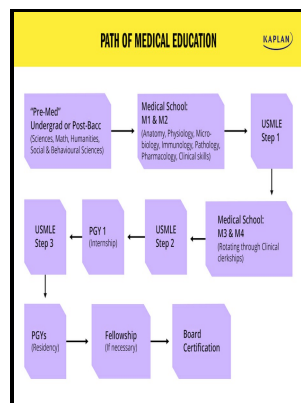 PATH OF MEDICAL EDUCATION
KAPLAN
"Pre-Med"
Undergrad or Post-Bacc
(Sciences, Math, Humanities,
Social & Behavioural Sciences)
Medical School:
M1 & M2
(Anatomy, Physiology, Micro-
biology, Immunology, Pathology,
Pharmacology, Clinical skills)
USMLE
Step 1
Medical School:
M3 & M4
(Rotating through Clinical
clerkships)
USMLE
Step 2
PGY 1
(Internship)
USMLE
Step 3
PGYs
(Residency)
Fellowship
(If necessary)
Board
Certification